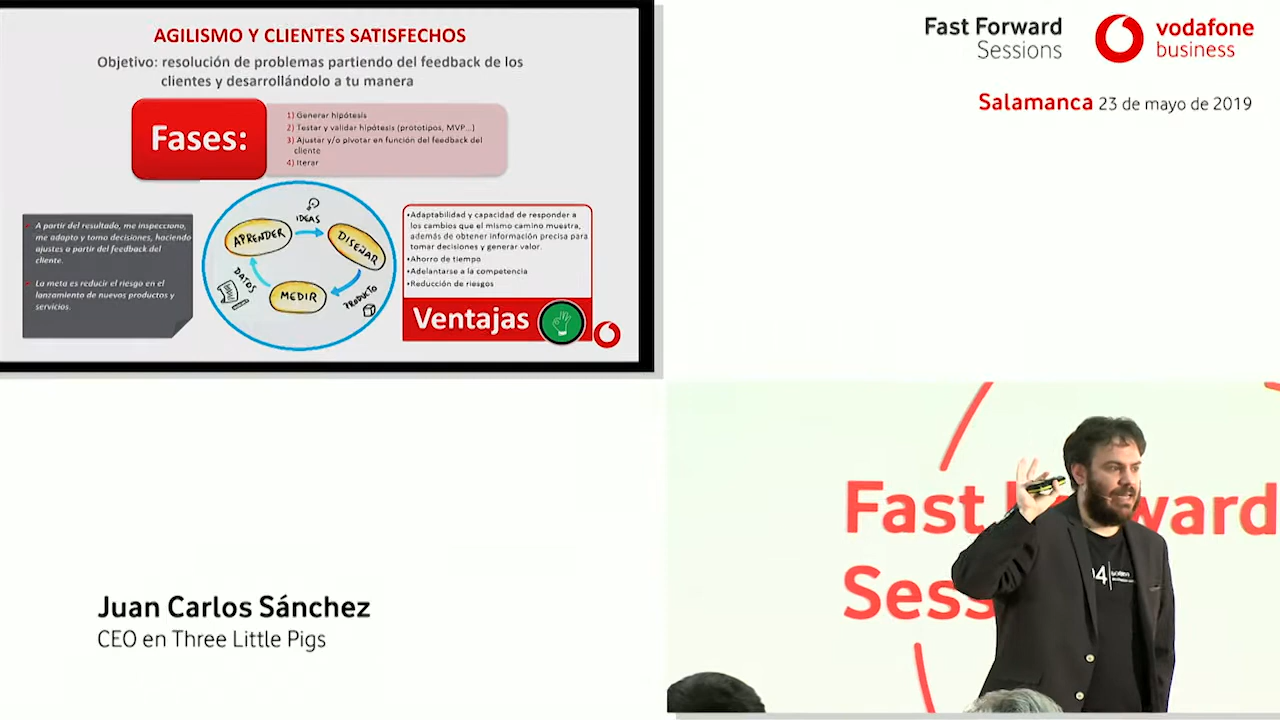 AGILISMO Y CLIENTES SATISFECHOS
Objetivo: resolución de problemas partiendo del feedback de los
clientes y desarrollándolo a tu manera
Fases:
1) Generar hipótesis
2) Testar y validar hipótesis (prototipos, MVP...)
3) Ajustar y/o pivotar en función del feedback del
cliente
4) Iterar
A partir del resultado, me inspecciono,
me adapto y tomo decisiones, haciendo
ajustes a partir del feedback del
cliente.
La meta es reducir el riesgo en el
lanzamiento de nuevos productos y
servicios.
IDEAS
APRENDER
DISEÑAR
DATOS
MEDIR
PRODUCTO
•Adaptabilidad y capacidad de responder a
los cambios que el mismo camino muestra,
además de obtener información precisa para
tomar decisiones y generar valor.
•Ahorro de tiempo
•Adelantarse a la competencia
•Reducción de riesgos
Ventajas
Fast Forward
Sessions
vodafone
business
Salamanca 23 de mayo de 2019
Juan Carlos Sánchez
CEO en Three Little Pigs
Fast ward
Sess